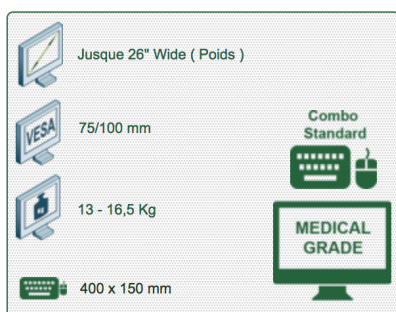 Jusque 26" Wide ( Poids )
VESA
75/100 mm
Combo
Standard
KG
13 - 16,5 Kg
MEDICAL
GRADE
400 x 150 mm